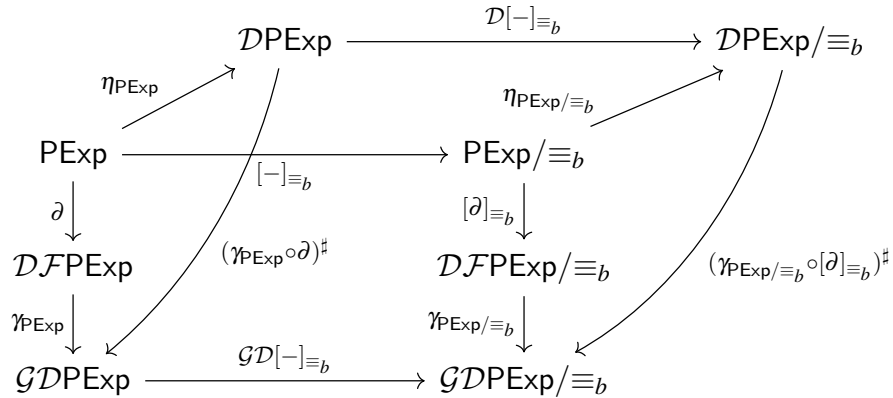 𝒟PExp 𝒟[−]≡b 𝒟PExp/≡b
ηPExp ηPExp/≡b
PExp [−]≡b PExp/≡b
∂ [∂]≡b
(γPExp∘∂)♯ (γPExp/≡b∘[∂]≡b)♯
𝒟ℱPExp 𝒟ℱPExp/≡b
γPExp γPExp/≡b
𝒢𝒟PExp 𝒢𝒟[−]≡b 𝒢𝒟PExp/≡b